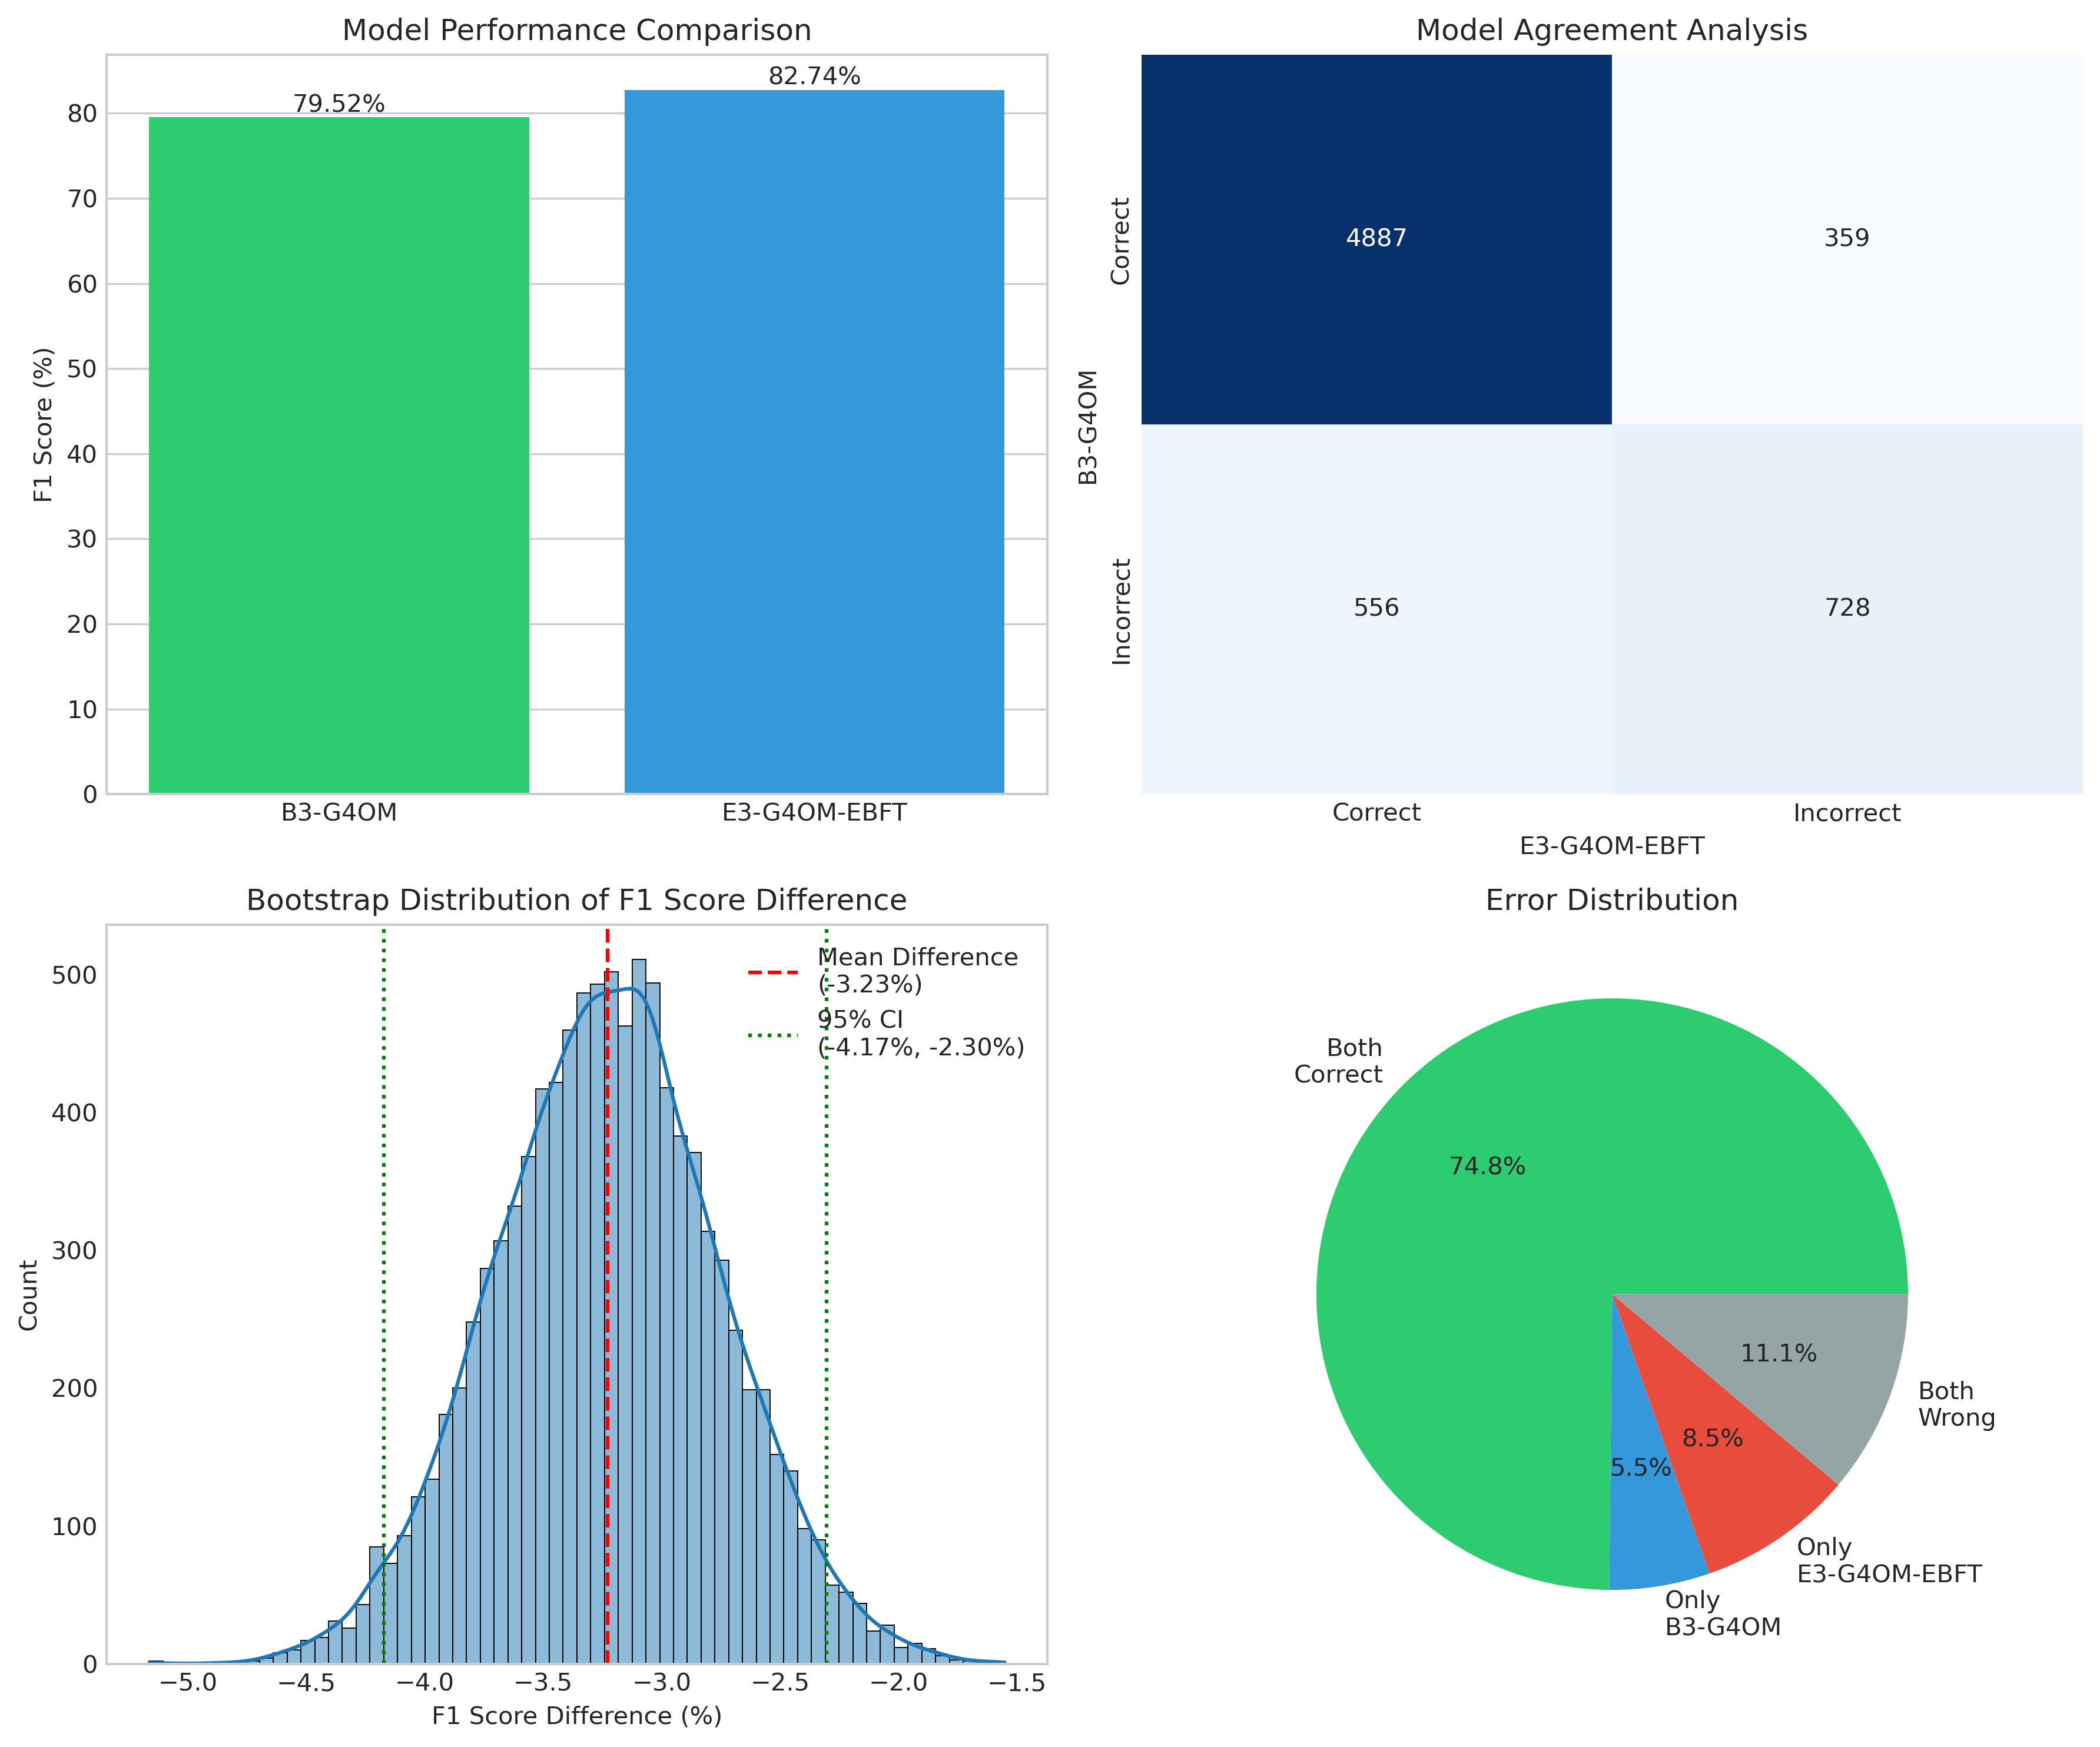 Model Performance Comparison
79.52%
82.74%
80
70
60
50
40
30
20
10
0
F1 Score (%)
B3-G4OM
E3-G4OM-EBFT
Model Agreement Analysis
Correct
Incorrect
B3-G4OM
4887
359
556
728
Correct
Incorrect
E3-G4OM-EBFT
Bootstrap Distribution of F1 Score Difference
Mean Difference
(-3.23%)
95% CI
(-4.17%, -2.30%)
500
400
300
200
100
0
Count
−5.0
−4.5
−4.0
−3.5
−3.0
−2.5
−2.0
−1.5
F1 Score Difference (%)
Error Distribution
Both
Correct
74.8%
11.1%
Both
Wrong
8.5%
5.5%
Only
E3-G4OM-EBFT
Only
B3-G4OM